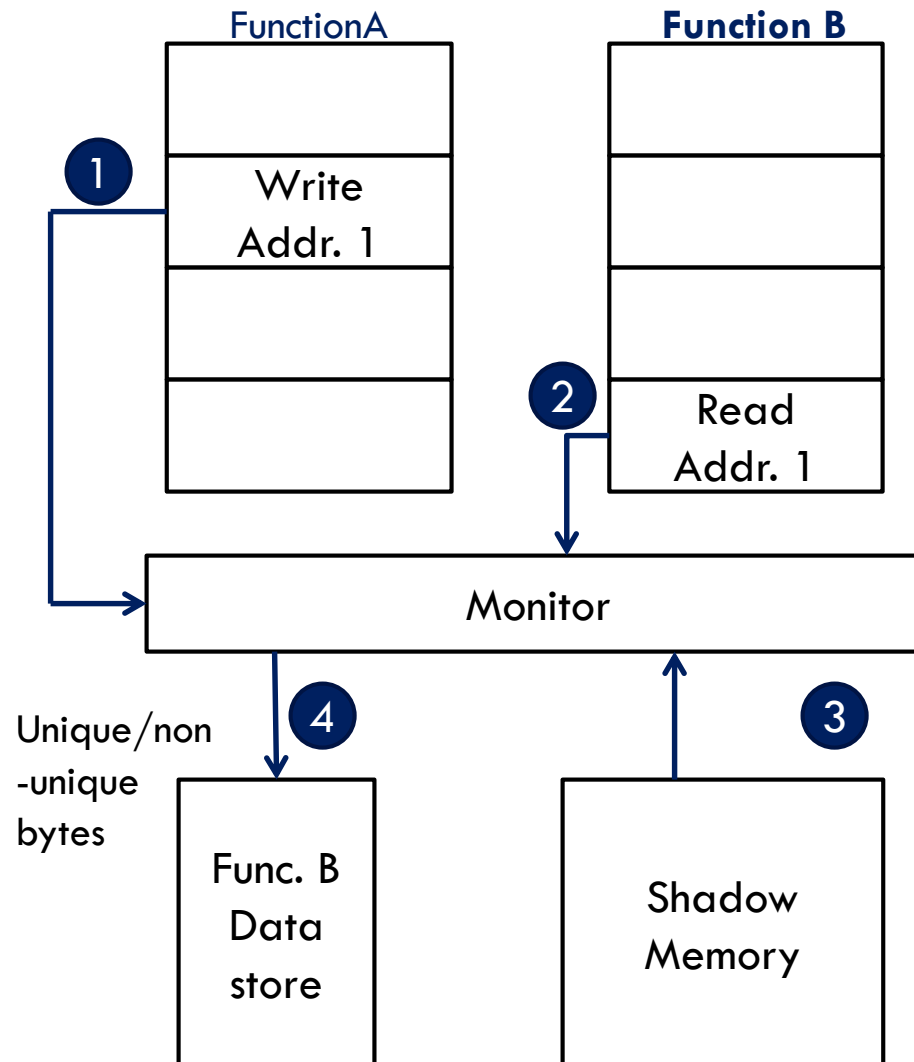 FunctionA
Function B
1
Write
Addr. 1
2
Read
Addr. 1
Monitor
Unique/non
-unique
bytes
4
3
Func. B
Data
store
Shadow
Memory